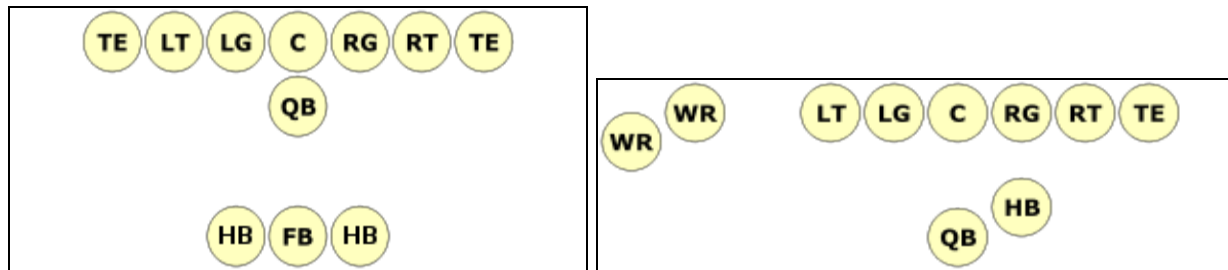 TE LT LG C RG RT TE
QB
HB FB HB
WR WR LT LG C RG RT TE
HB
QB